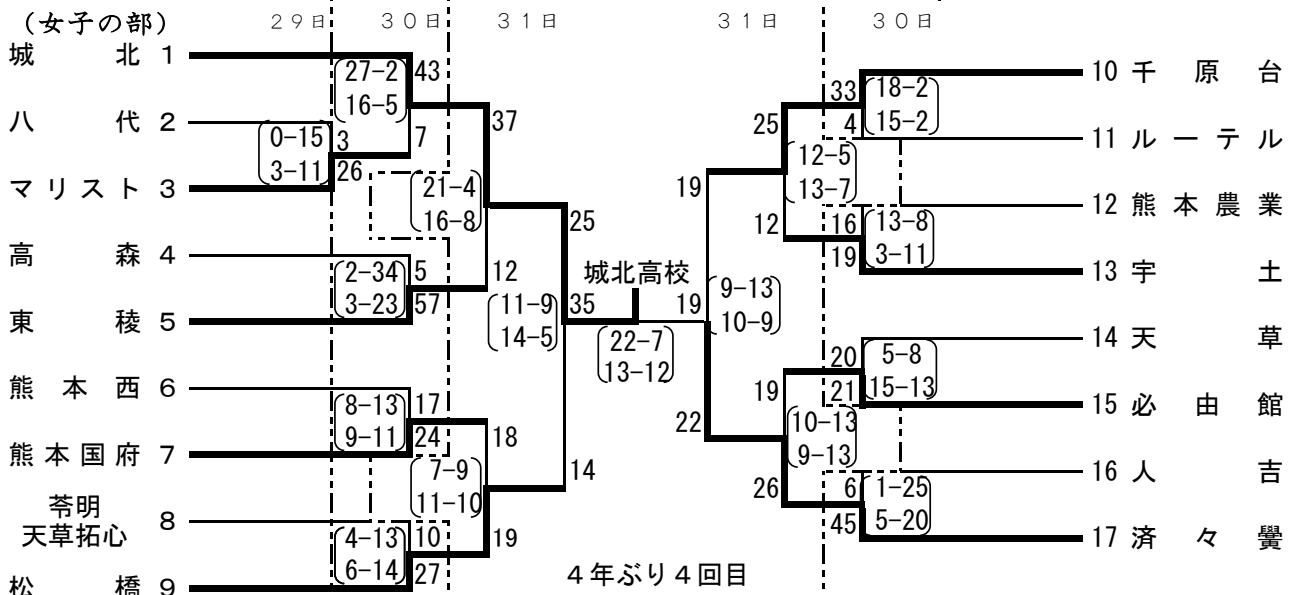 (女子の部)
29日 30日 31日 31日 30日
城北 1
八代 2
マリスト 3
高森 4
東稜 5
熊本西 6
熊本国府 7
苓明
天草拓心 8
松橋 9
0-15
3-11
3
26
27-2
16-5
43
7
2-34
3-23
5
57
8-13
9-11
17
24
4-13
6-14
10
27
21-4
16-8
37
12
7-9
11-10
18
19
11-9
14-5
25
14
城北高校
35
19
22-7
13-12
4年ぶり4回目
9-13
10-9
19
22
12-5
13-7
25
12
10-13
9-13
19
26
33
4
18-2
15-2
16
19
13-8
3-11
20
21
5-8
15-13
6
45
1-25
5-20
10 千原台
11 ルーテル
12 熊本農業
13 宇土
14 天草
15 必由館
16 人吉
17 済々黌